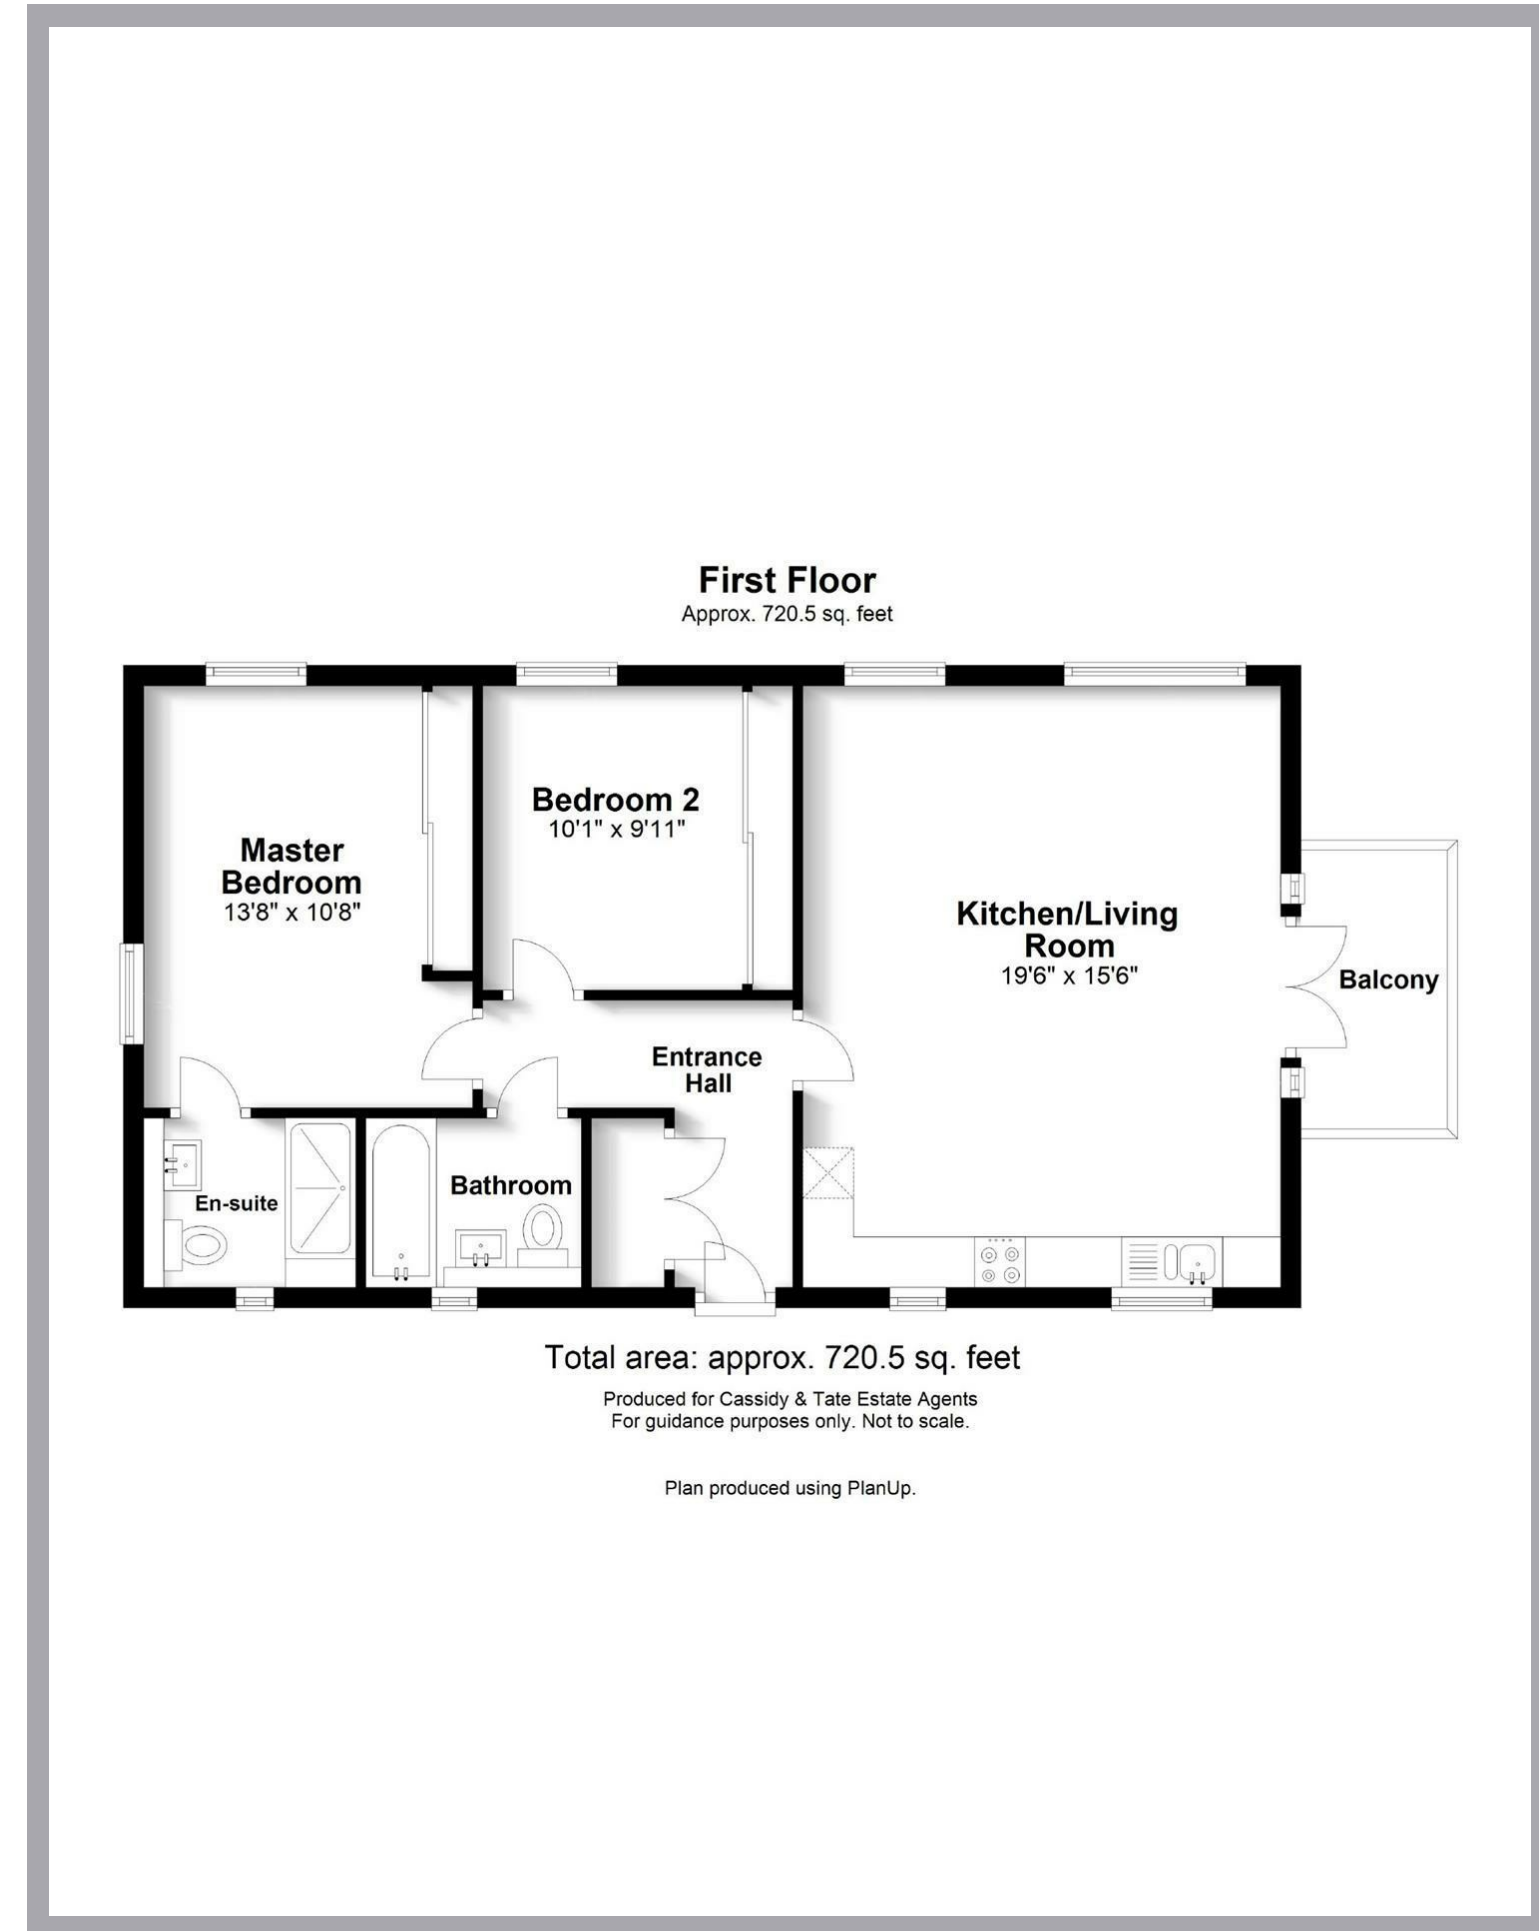 First Floor
Approx. 720.5 sq. feet
Bedroom 2
10'1" x 9'11"
Master
Bedroom
13'8" x 10'8"
Kitchen/Living
Room
19'6" x 15'6"
Balcony
Entrance
Hall
Bathroom
En-suite
Total area: approx. 720.5 sq. feet
Produced for Cassidy & Tate Estate Agents
For guidance purposes only. Not to scale.
Plan produced using PlanUp.